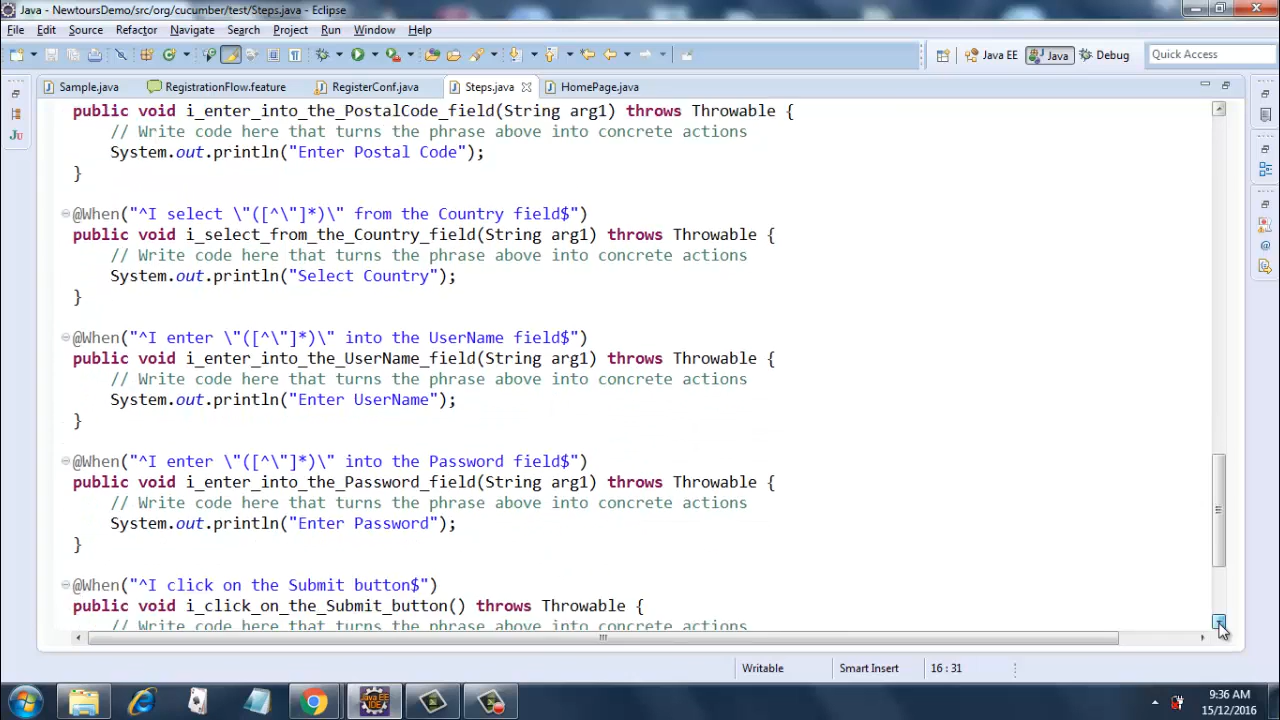 Java - NewtoursDemo/src/org/cucumber/test/Steps.java - Eclipse
File Edit Source Refactor Navigate Search Project Run Window Help
Java EE Java Debug Quick Access
Sample.java RegistrationFlow.feature RegisterConf.java Steps.java HomePage.java
public void i_enter_into_the_PostalCode_field(String arg1) throws Throwable {
// Write code here that turns the phrase above into concrete actions
System.out.println("Enter Postal Code");
}
@When("^I select \"([^\"]*)\" from the Country field$")
public void i_select_from_the_Country_field(String arg1) throws Throwable {
// Write code here that turns the phrase above into concrete actions
System.out.println("Select Country");
}
@When("^I enter \"([^\"]*)\" into the UserName field$")
public void i_enter_into_the_UserName_field(String arg1) throws Throwable {
// Write code here that turns the phrase above into concrete actions
System.out.println("Enter UserName");
}
@When("^I enter \"([^\"]*)\" into the Password field$")
public void i_enter_into_the_Password_field(String arg1) throws Throwable {
// Write code here that turns the phrase above into concrete actions
System.out.println("Enter Password");
}
@When("^I click on the Submit button$")
public void i_click_on_the_Submit_button() throws Throwable {
// Write code here that turns the phrase above into concrete actions
Writable Smart Insert 16 : 31
9:36 AM
15/12/2016